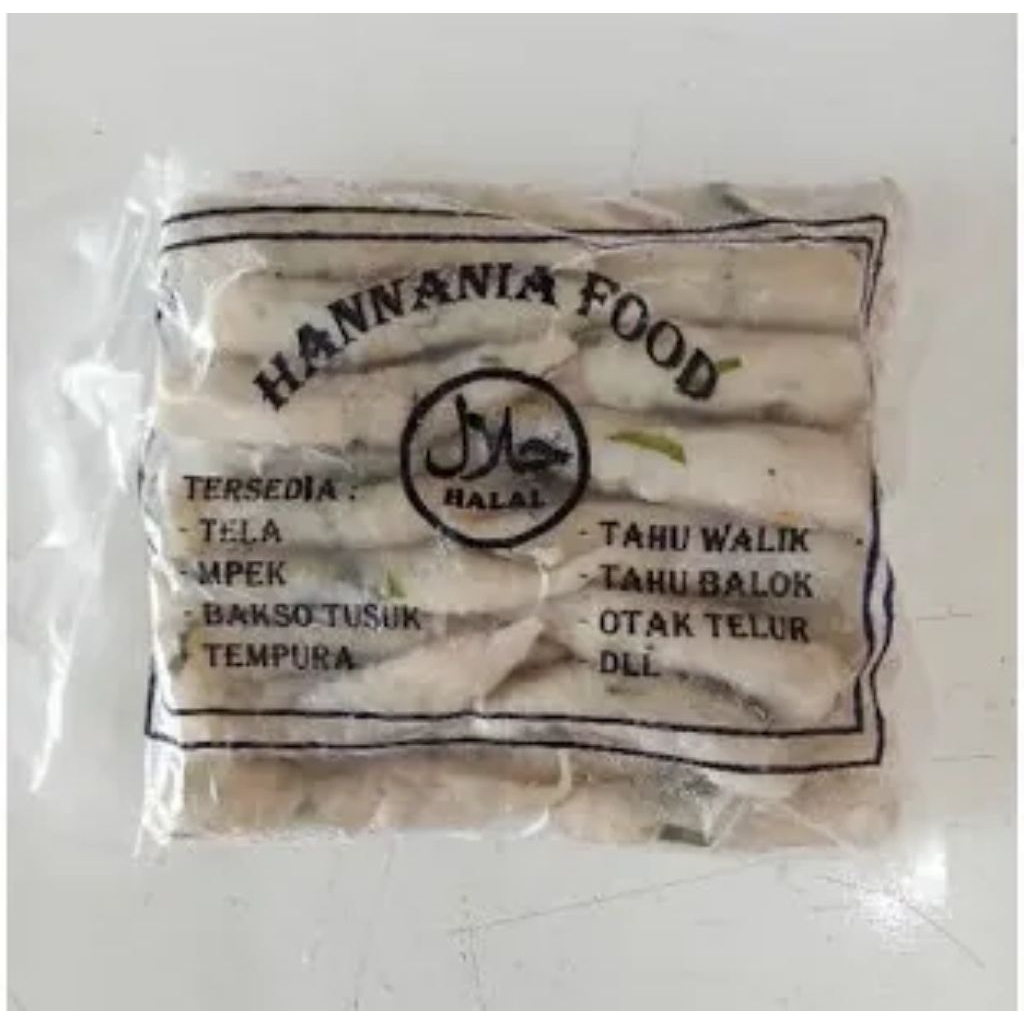 HANNANIA FOOD
حلال
HALAL
TERSEDIA :
- TELA
- MPEK
- BAKSO TUSUK
- TEMPURA
- TAHU WALIK
- TAHU BALOK
- OTAK TELUR
- DLL